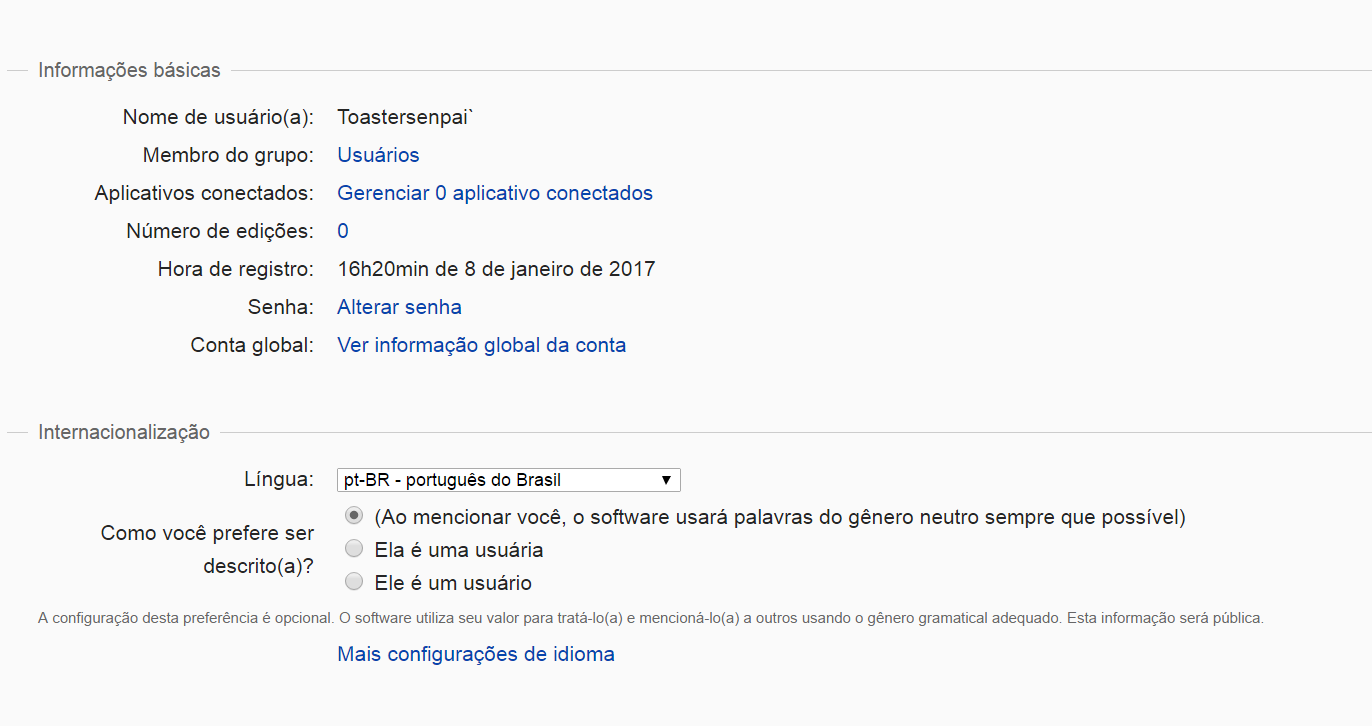 Informações básicas
Nome de usuário(a): Toastersenpai`
Membro do grupo: Usuários
Aplicativos conectados: Gerenciar 0 aplicativo conectados
Número de edições: 0
Hora de registro: 16h20min de 8 de janeiro de 2017
Senha: Alterar senha
Conta global: Ver informação global da conta
Internacionalização
Língua: pt-BR - português do Brasil
Como você prefere ser
descrito(a)?
(Ao mencionar você, o software usará palavras do gênero neutro sempre que possível)
Ela é uma usuária
Ele é um usuário
A configuração desta preferência é opcional. O software utiliza seu valor para tratá-lo(a) e mencioná-lo(a) a outros usando o gênero gramatical adequado. Esta informação será pública.
Mais configurações de idioma